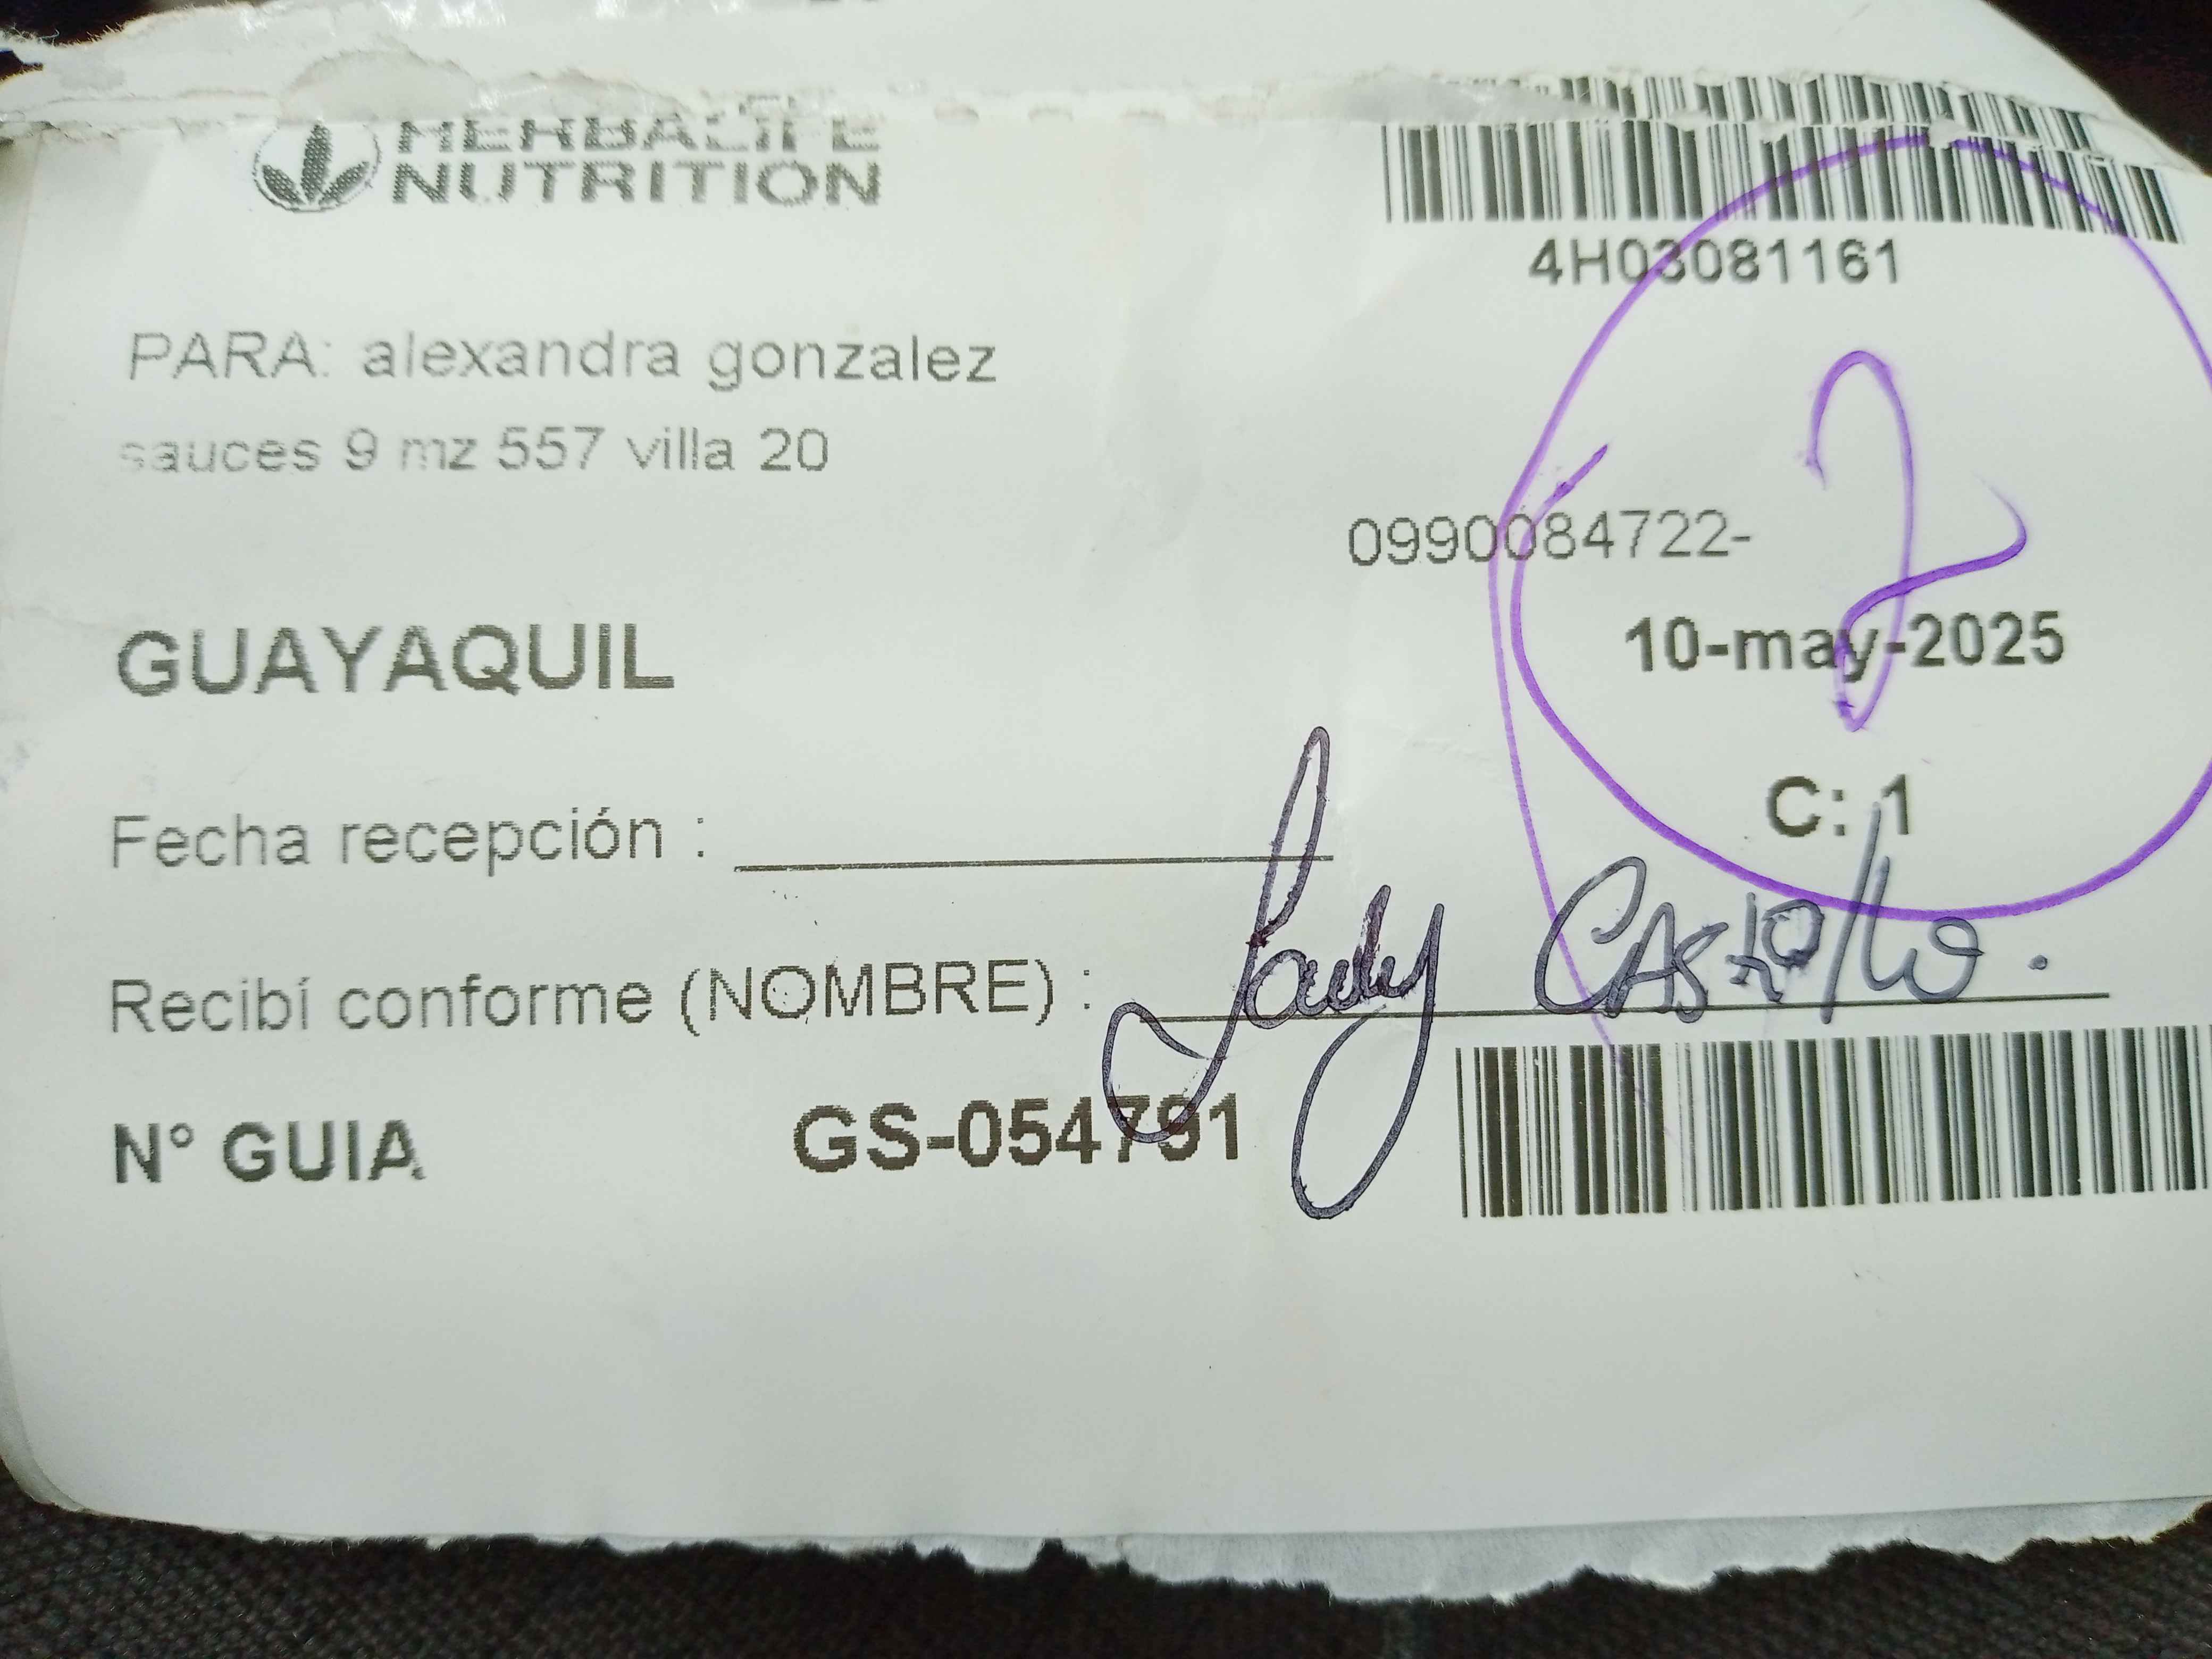 HERBALIFE
NUTRITION
4H03081161
PARA: alexandra gonzalez
sauces 9 mz 557 villa 20
0990084722-
7
10-may-2025
GUAYAQUIL
C: 1
Fecha recepción :
Recibí conforme (NOMBRE) : Lady CAStillo.
N° GUIA GS-054791